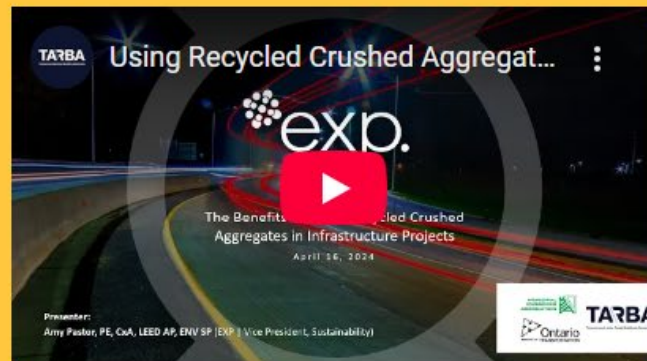 TARBA
Using Recycled Crushed Aggregat...
exp.
The Benefits
Crushed
Aggregates in Infrastructure Projects
April 16, 2024
Presenter:
Amy Pastor, PE, CxA, LEED AP, ENV SP (EXP | Vice President, Sustainability)
TARBA
Ontario